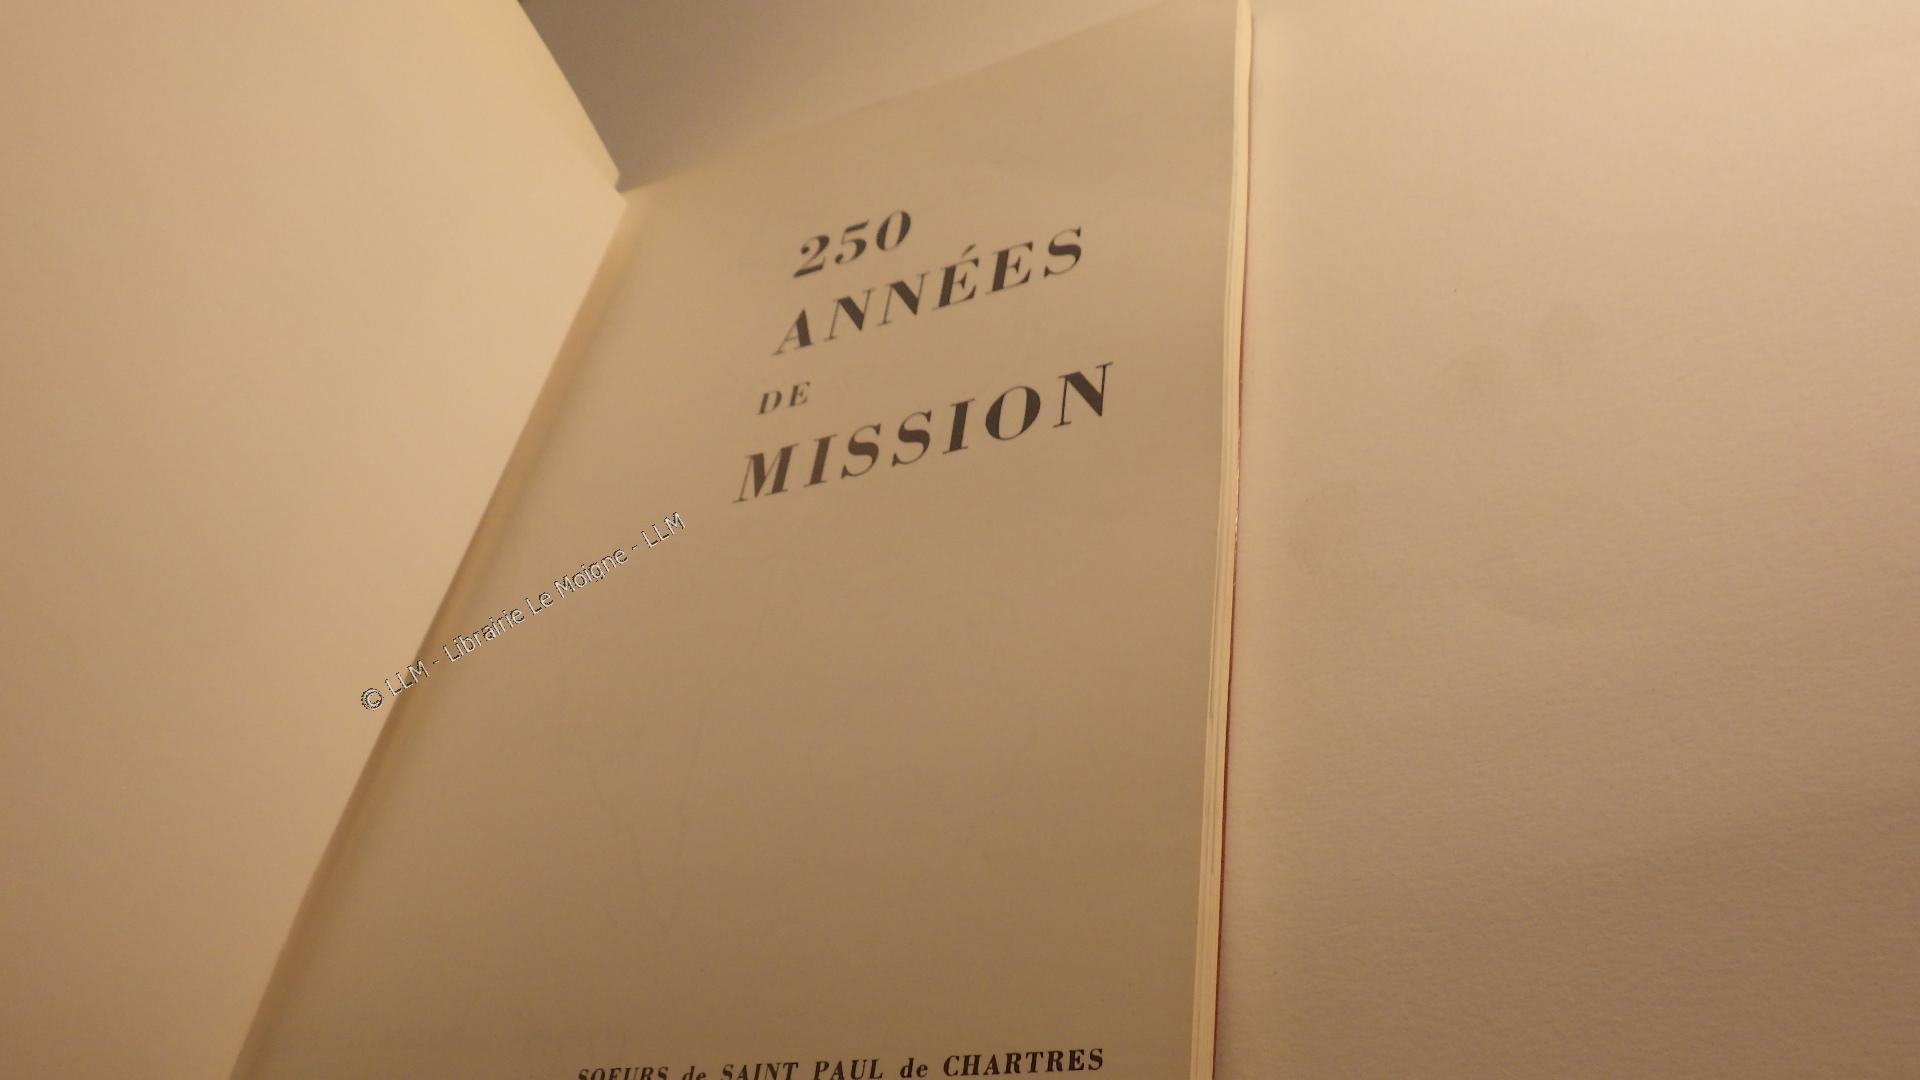 250
ANNÉES
DE
MISSION
© LLM - Librairie Le Moigne - LLM
SOEURS de SAINT PAUL de CHARTRES